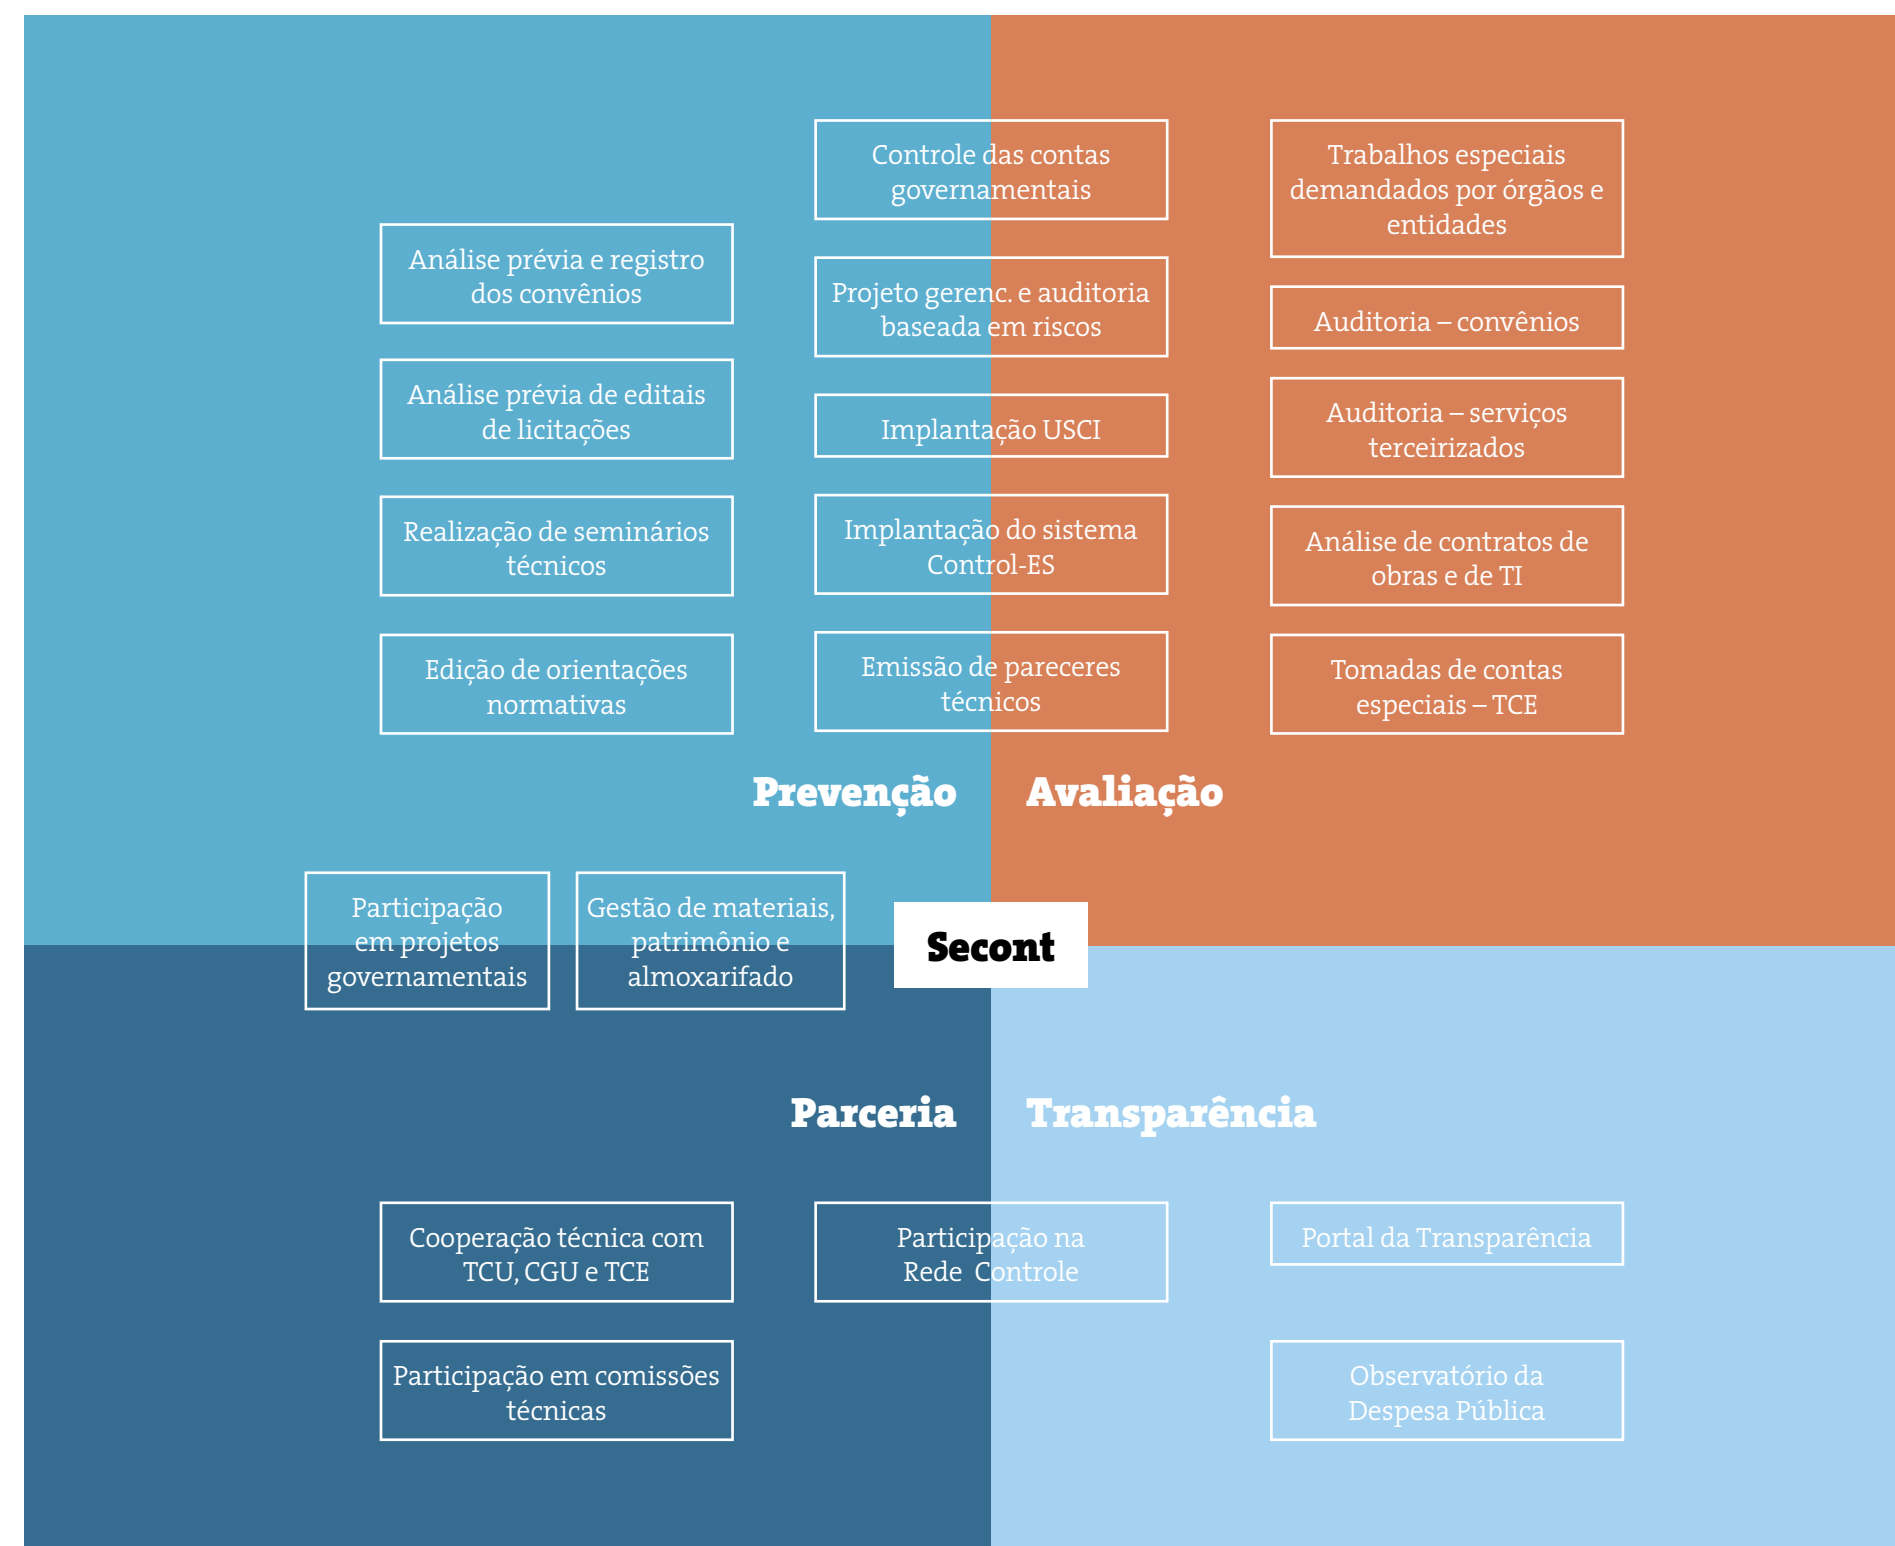 Análise prévia e registro
dos convênios
Análise prévia de editais
de licitações
Realização de seminários
técnicos
Edição de orientações
normativas
Controle das contas
governamentais
Projeto gerenc. e auditoria
baseada em riscos
Implantação USCI
Implantação do sistema
Control-ES
Emissão de pareceres
técnicos
Trabalhos especiais
demandados por órgãos e
entidades
Auditoria – convênios
Auditoria – serviços
terceirizados
Análise de contratos de
obras e de TI
Tomadas de contas
especiais – TCE
Prevenção
Avaliação
Participação
em projetos
governamentais
Gestão de materiais,
patrimônio e
almoxarifado
Secont
Parceria
Transparência
Cooperação técnica com
TCU, CGU e TCE
Participação em comissões
técnicas
Participação na
Rede Controle
Portal da Transparência
Observatório da
Despesa Pública